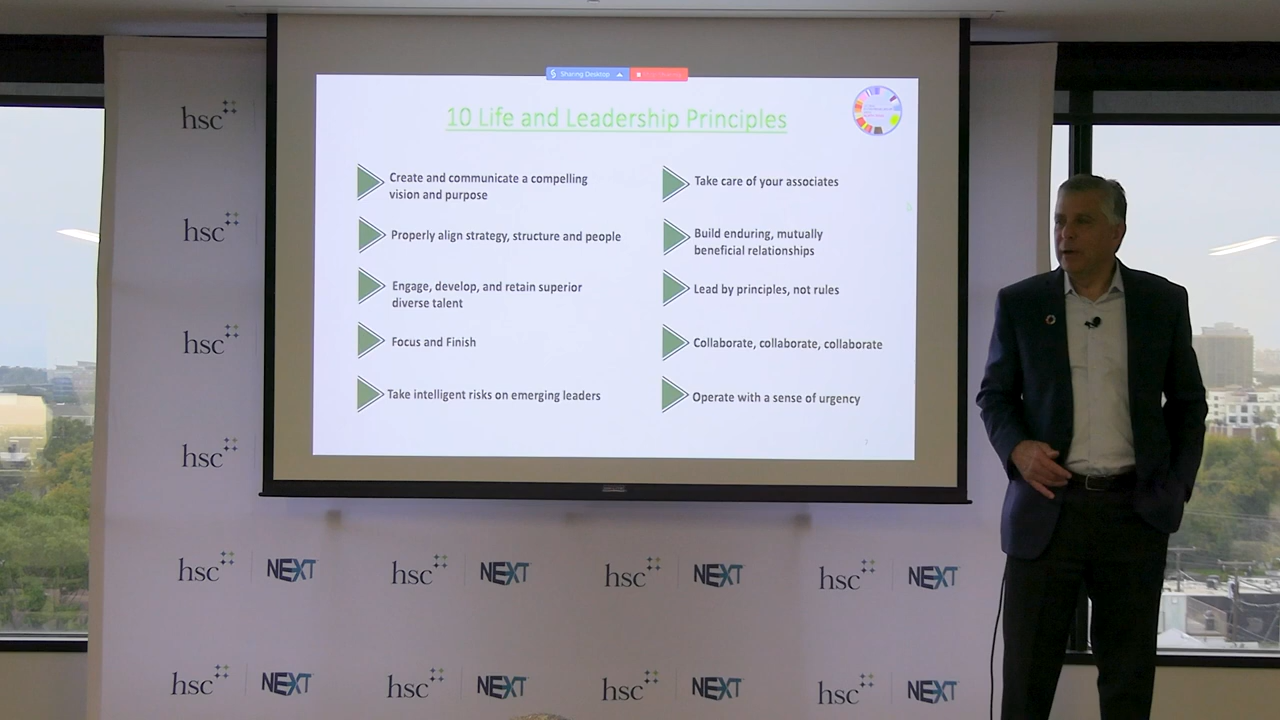 Sharing Desktop
10 Life and Leadership Principles
Create and communicate a compelling
vision and purpose
Properly align strategy, structure and people
Engage, develop, and retain superior
diverse talent
Focus and Finish
Take intelligent risks on emerging leaders
Take care of your associates
Build enduring, mutually
beneficial relationships
Lead by principles, not rules
Collaborate, collaborate, collaborate
Operate with a sense of urgency
hsc
hsc
hsc
hsc
hsc NEXT hsc NEXT hsc NEXT hsc NEXT
hsc NEXT hsc NEXT hsc NEXT hsc NEXT